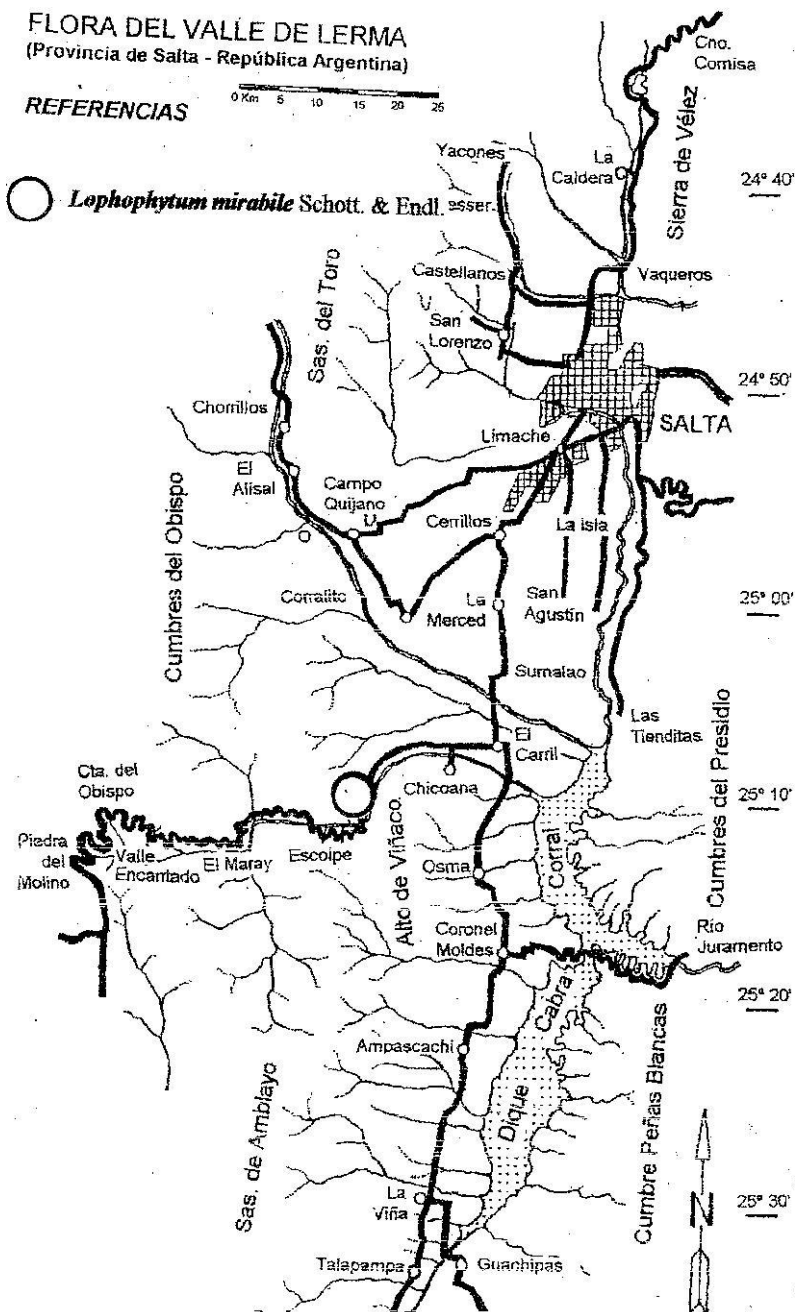 FLORA DEL VALLE DE LERMA
(Provincia de Salta - República Argentina)
0 Km 5 10 15 20 25
REFERENCIAS
Lophophytum mirabile Schott. & Endl. esser.
Cno.
Cornisa
Sierra de Vélez
Yacones
La
Caldera
24° 40'
Castellanos
Vaqueros
Sas. del Toro
San
Lorenzo
24° 50'
Chorrillos
Limache
SALTA
El
Alisal
Campo
Quijano
Cerrillos
La Isla
Cumbres del Obispo
Corralito
La
Merced
San
Agustín
25° 00'
Sumalao
Las
Tienditas
El
Carril
Cumbres del Presidio
Cta. del
Obispo
Chicoana
25° 10'
Piedra
del
Molino
Valle
Encantado
El Maray
Escoipe
Alto de Viñaco
Osma
Corral
Coronel
Moldes
Río
Juramento
Cabra
25° 20'
Ampascachi
Sas. de Amblayo
Dique
Cumbre Peñas Blancas
La
Viña
N
25° 30'
Talapampa
Guachipas